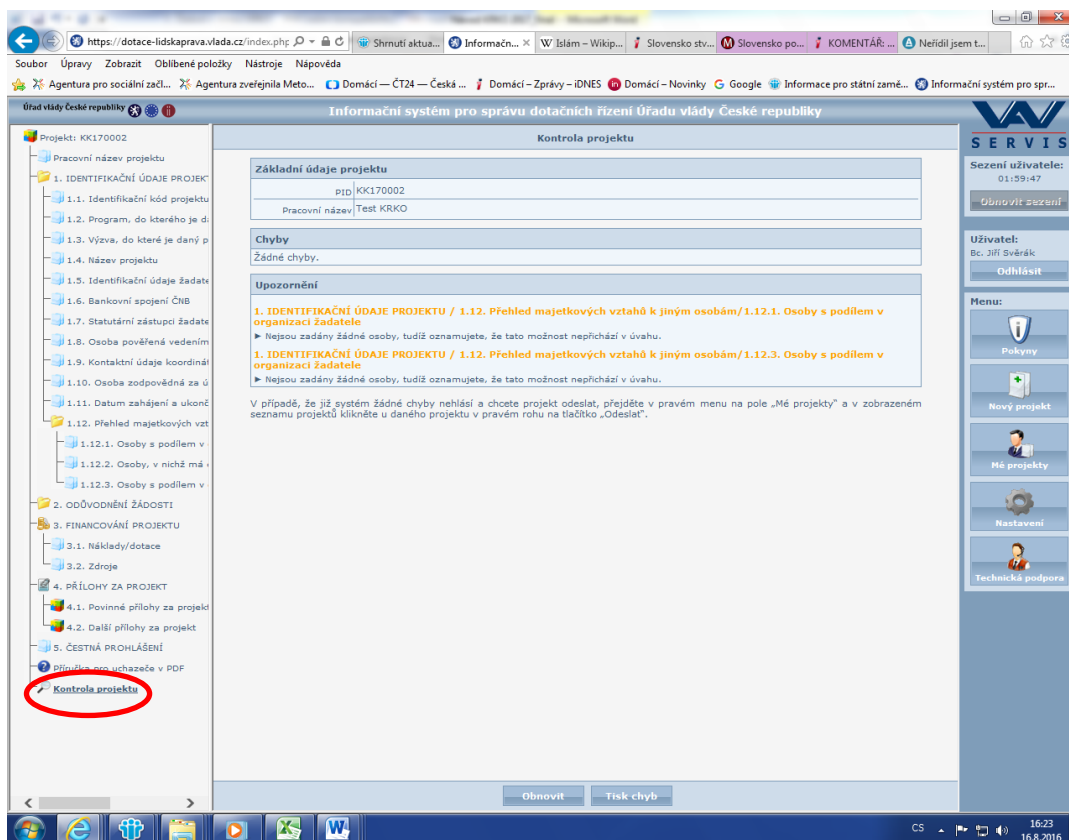 https://dotace-lidskaprava.vlada.cz/index.php
Shrnutí aktua...
Informačn...
Islám – Wikip...
Slovensko stv...
Slovensko po...
KOMENTÁŘ: ...
Neřídil jsem t...
Soubor Úpravy Zobrazit Oblíbené položky Nástroje Nápověda
Agentura pro sociální začl...
Agentura zveřejnila Meto...
Domácí — ČT24 — Česká ...
Domácí – Zprávy – iDNES
Domácí – Novinky
Google
Informace pro státní zamě...
Informační systém pro spr...
Úřad vlády České republiky
Informační systém pro správu dotačních řízení Úřadu vlády České republiky
SERVIS
Projekt: KK170002
Pracovní název projektu
1. IDENTIFIKAČNÍ ÚDAJE PROJEK
1.1. Identifikační kód projektu
1.2. Program, do kterého je d
1.3. Výzva, do které je daný p
1.4. Název projektu
1.5. Identifikační údaje žadate
1.6. Bankovní spojení ČNB
1.7. Statutární zástupci žadate
1.8. Osoba pověřená vedením
1.9. Kontaktní údaje koordiná
1.10. Osoba zodpovědná za ú
1.11. Datum zahájení a ukonč
1.12. Přehled majetkových vzt
1.12.1. Osoby s podílem v
1.12.2. Osoby, v nichž má
1.12.3. Osoby s podílem v
2. ODŮVODNĚNÍ ŽÁDOSTI
3. FINANCOVÁNÍ PROJEKTU
3.1. Náklady/dotace
3.2. Zdroje
4. PŘÍLOHY ZA PROJEKT
4.1. Povinné přílohy za projekt
4.2. Další přílohy za projekt
5. ČESTNÁ PROHLÁŠENÍ
Příručka pro uchazeče v PDF
Kontrola projektu
Kontrola projektu
Základní údaje projektu
PID KK170002
Pracovní název Test KRKO
Chyby
Žádné chyby.
Upozornění
1. IDENTIFIKAČNÍ ÚDAJE PROJEKTU / 1.12. Přehled majetkových vztahů k jiným osobám/1.12.1. Osoby s podílem v
organizaci žadatele
► Nejsou zadány žádné osoby, tudíž oznamujete, že tato možnost nepřichází v úvahu.
1. IDENTIFIKAČNÍ ÚDAJE PROJEKTU / 1.12. Přehled majetkových vztahů k jiným osobám/1.12.3. Osoby s podílem v
organizaci žadatele
► Nejsou zadány žádné osoby, tudíž oznamujete, že tato možnost nepřichází v úvahu.
V případě, že již systém žádné chyby nehlásí a chcete projekt odeslat, přejděte v pravém menu na pole „Mé projekty“ a v zobrazeném
seznamu projektů klikněte u daného projektu v pravém rohu na tlačítko „Odeslat“.
Obnovit Tisk chyb
Sezení uživatele:
01:59:47
Obnovit sezení
Uživatel:
Bc. Jiří Svěrák
Odhlásit
Menu:
Pokyny
Nový projekt
Mé projekty
Nastavení
Technická podpora
CS
16:23
16.8.2016